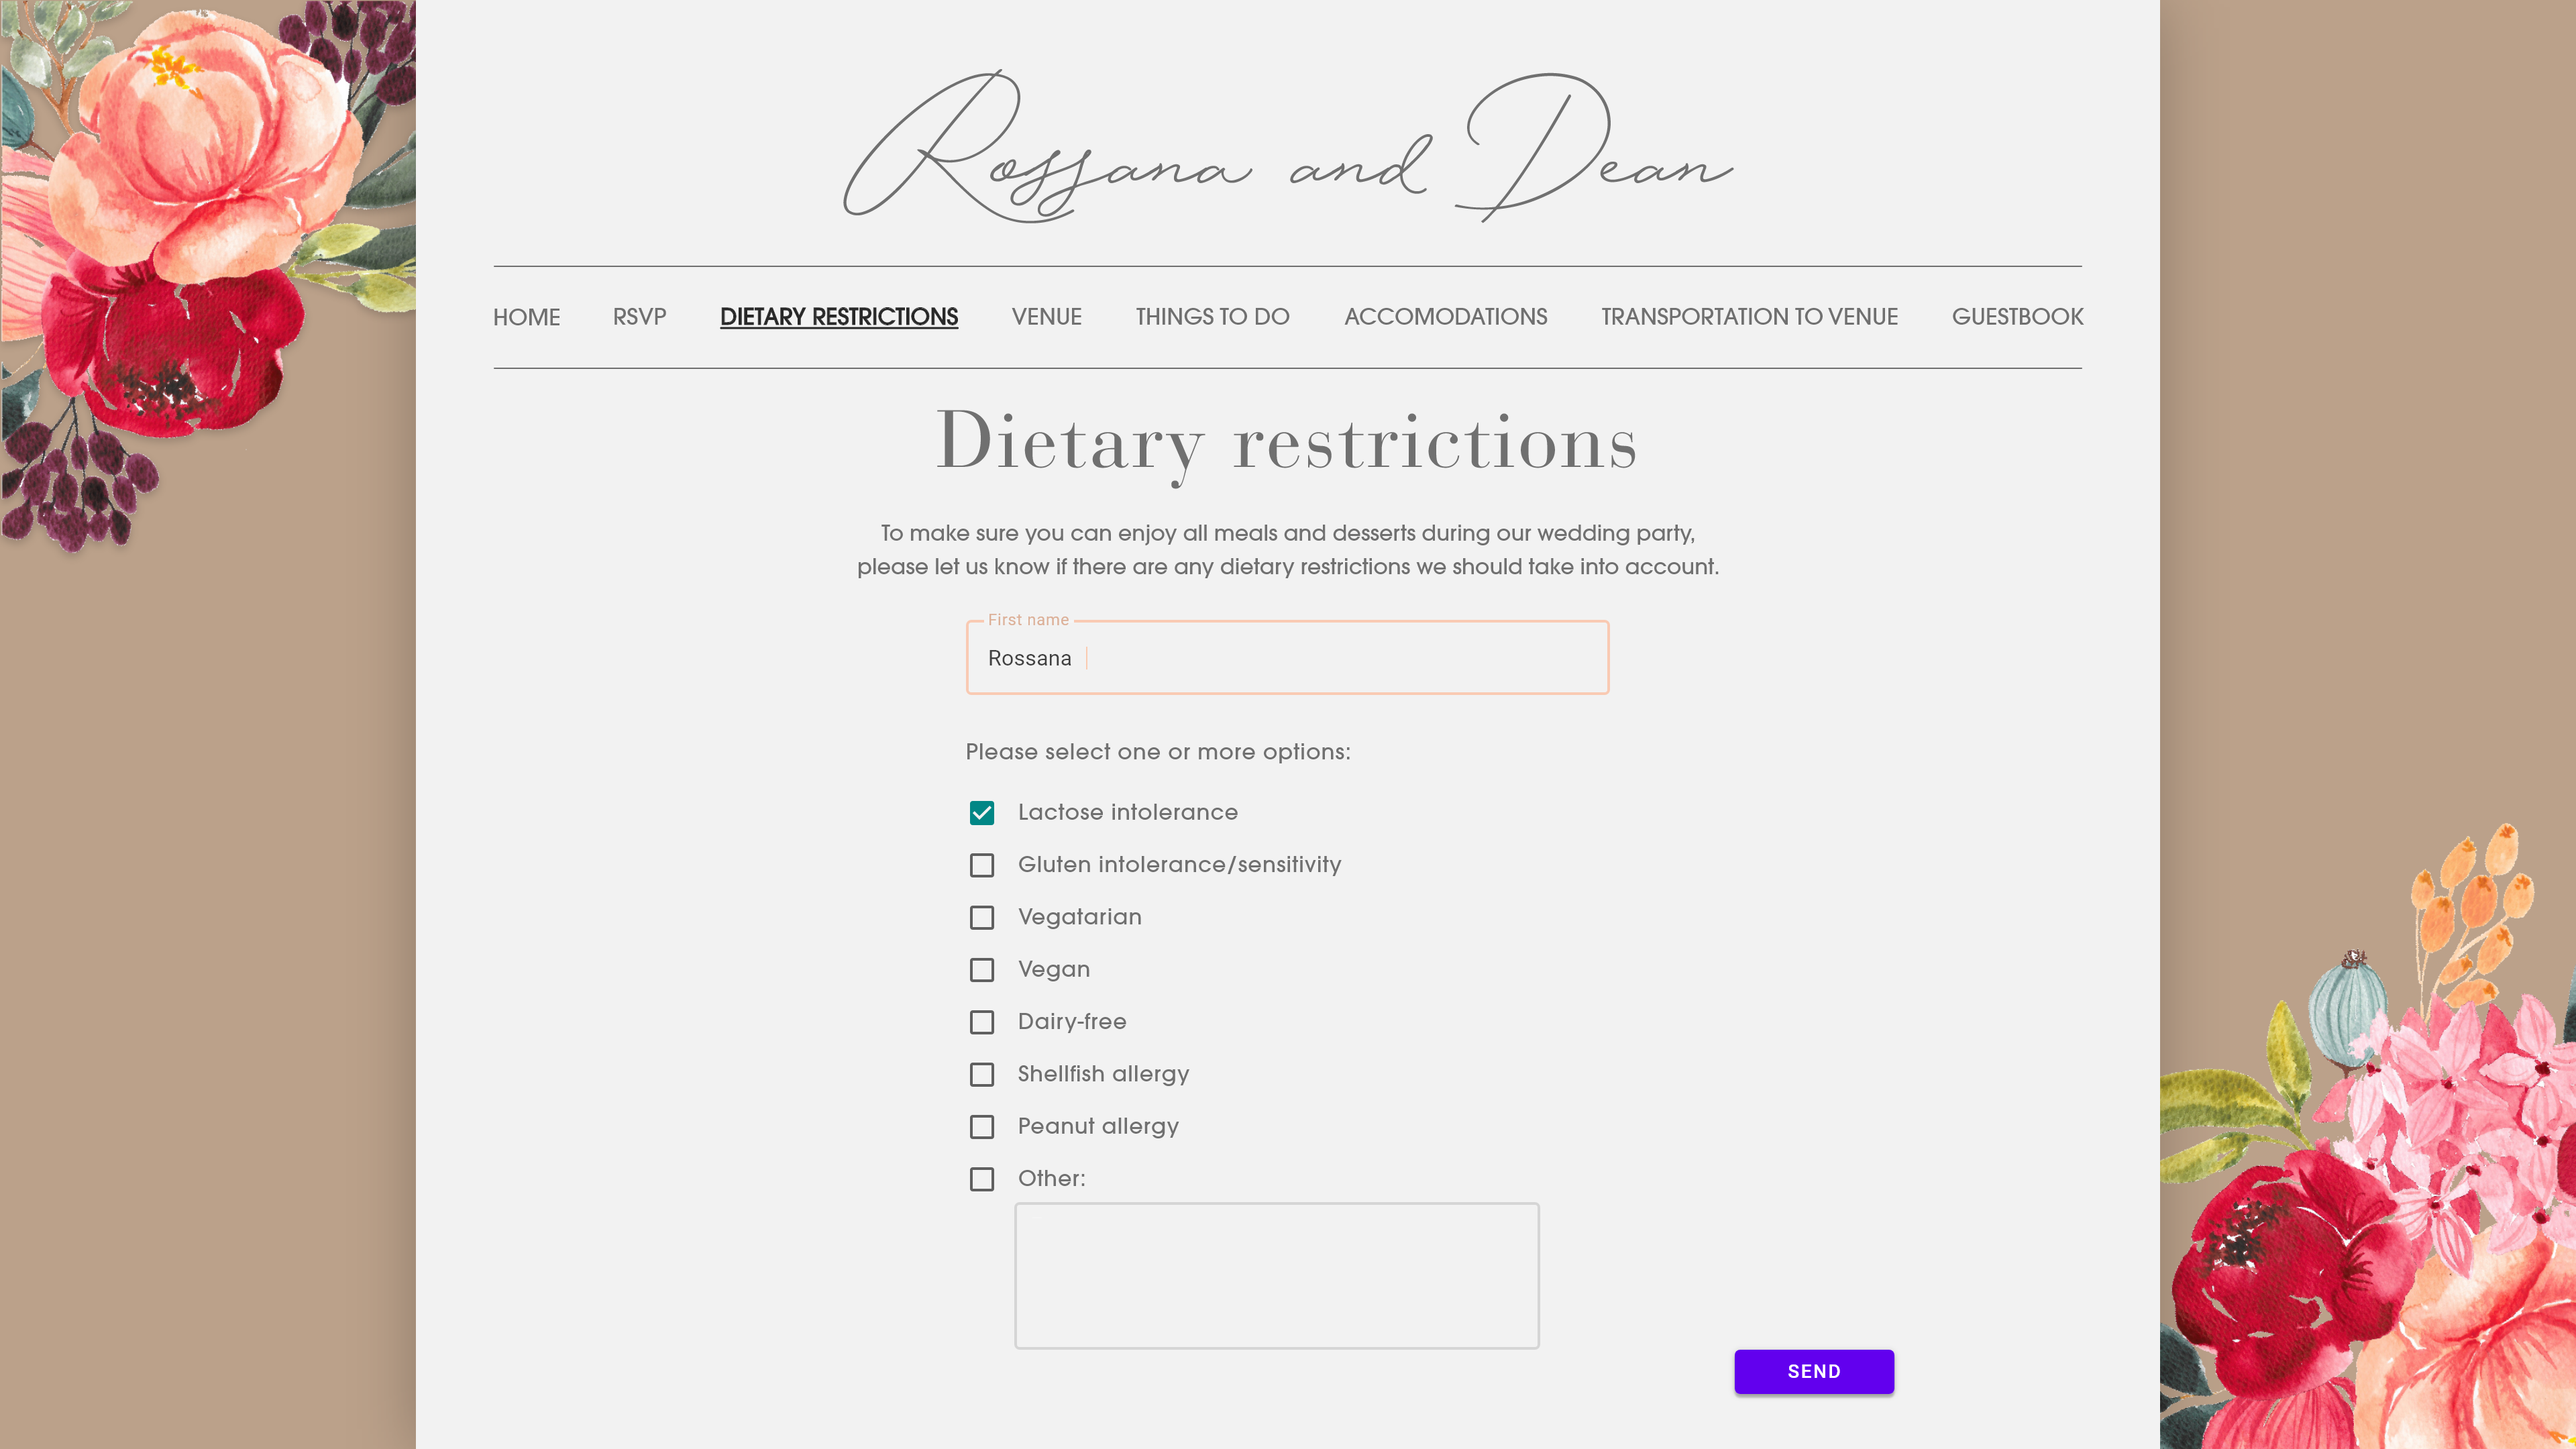 Rossana and Dean
HOME RSVP DIETARY RESTRICTIONS VENUE THINGS TO DO ACCOMODATIONS TRANSPORTATION TO VENUE GUESTBOOK
Dietary restrictions
To make sure you can enjoy all meals and desserts during our wedding party,
please let us know if there are any dietary restrictions we should take into account.
First name
Rossana
Please select one or more options:
Lactose intolerance
Gluten intolerance/sensitivity
Vegatarian
Vegan
Dairy-free
Shellfish allergy
Peanut allergy
Other:
SEND